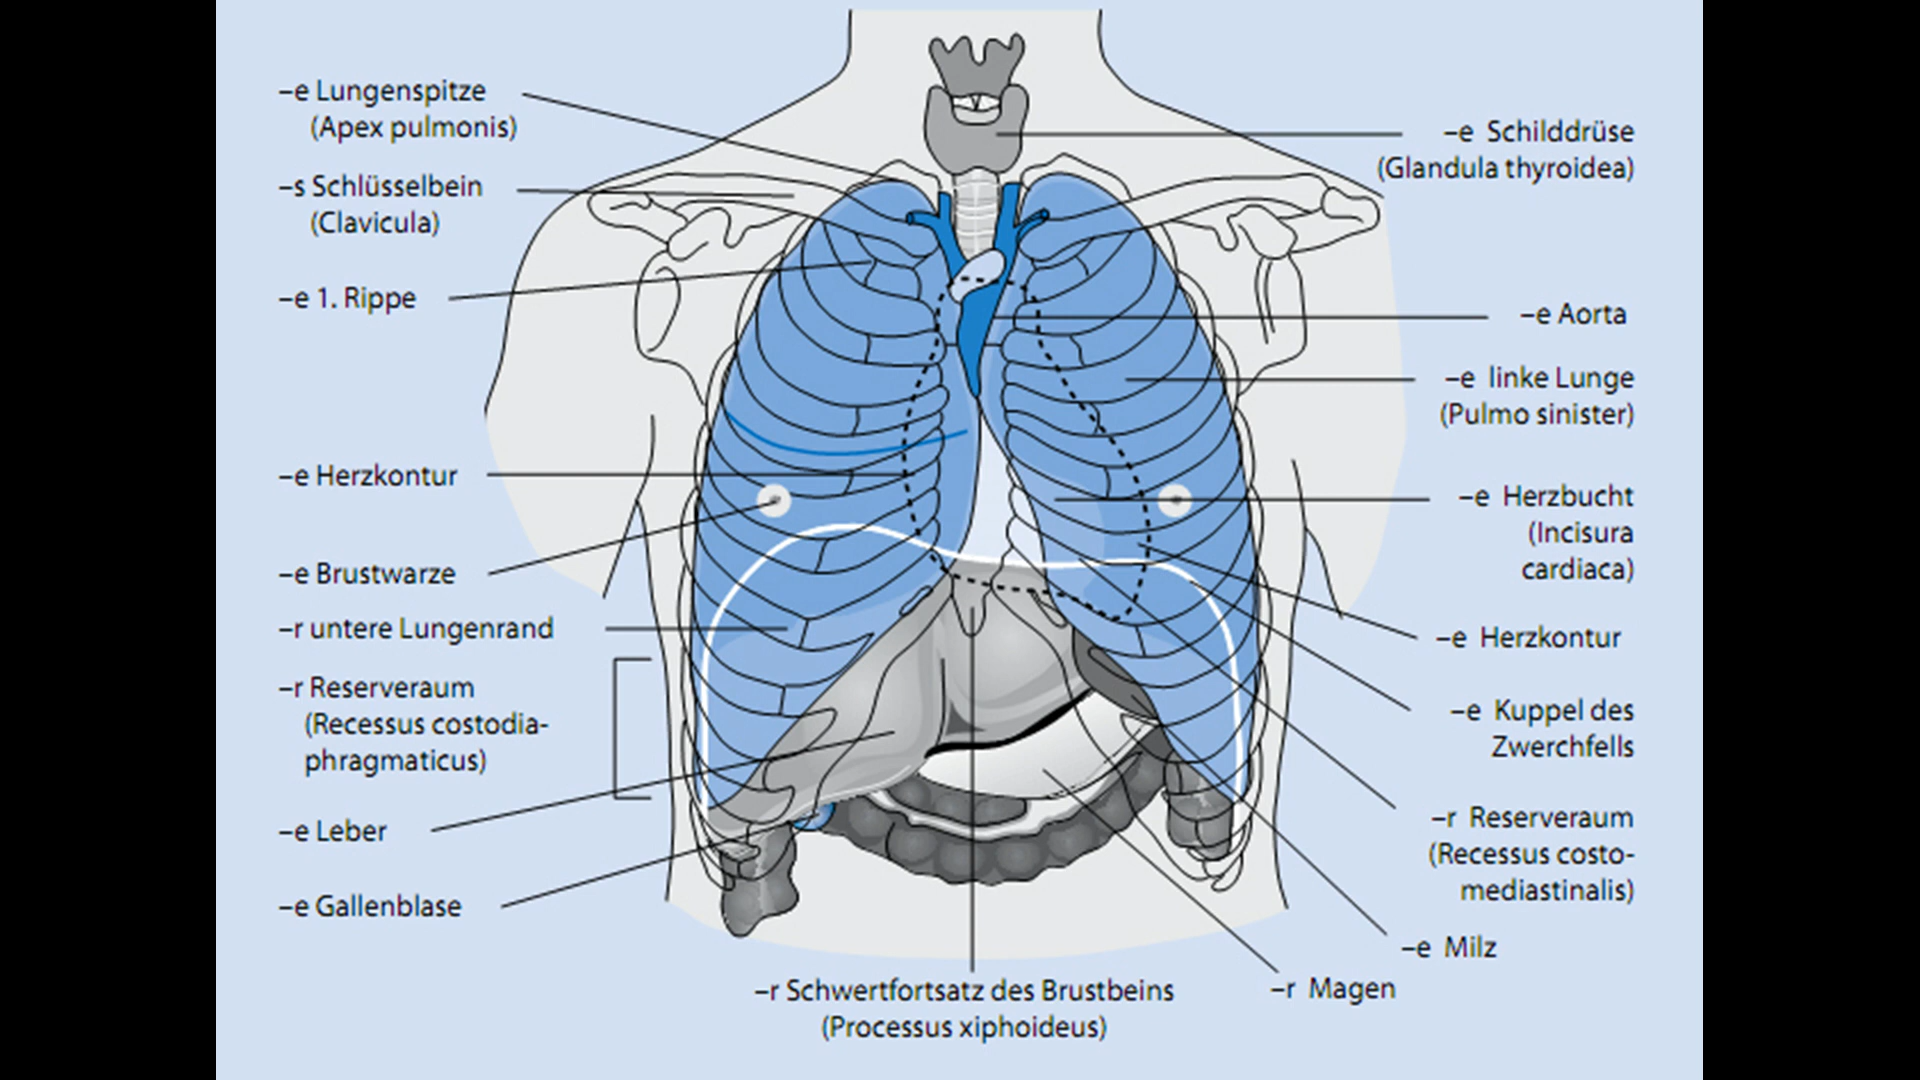 –e Lungenspitze
(Apex pulmonis)
–s Schlüsselbein
(Clavicula)
–e 1. Rippe
–e Herzkontur
–e Brustwarze
–r untere Lungenrand
–r Reserveraum
(Recessus costodia-
phragmaticus)
–e Leber
–e Gallenblase
–r Schwertfortsatz des Brustbeins
(Processus xiphoideus)
–e Schilddrüse
(Glandula thyroidea)
–e Aorta
–e linke Lunge
(Pulmo sinister)
–e Herzbucht
(Incisura
cardiaca)
–e Herzkontur
–e Kuppel des
Zwerchfells
–r Reserveraum
(Recessus costo-
mediastinalis)
–e Milz
–r Magen